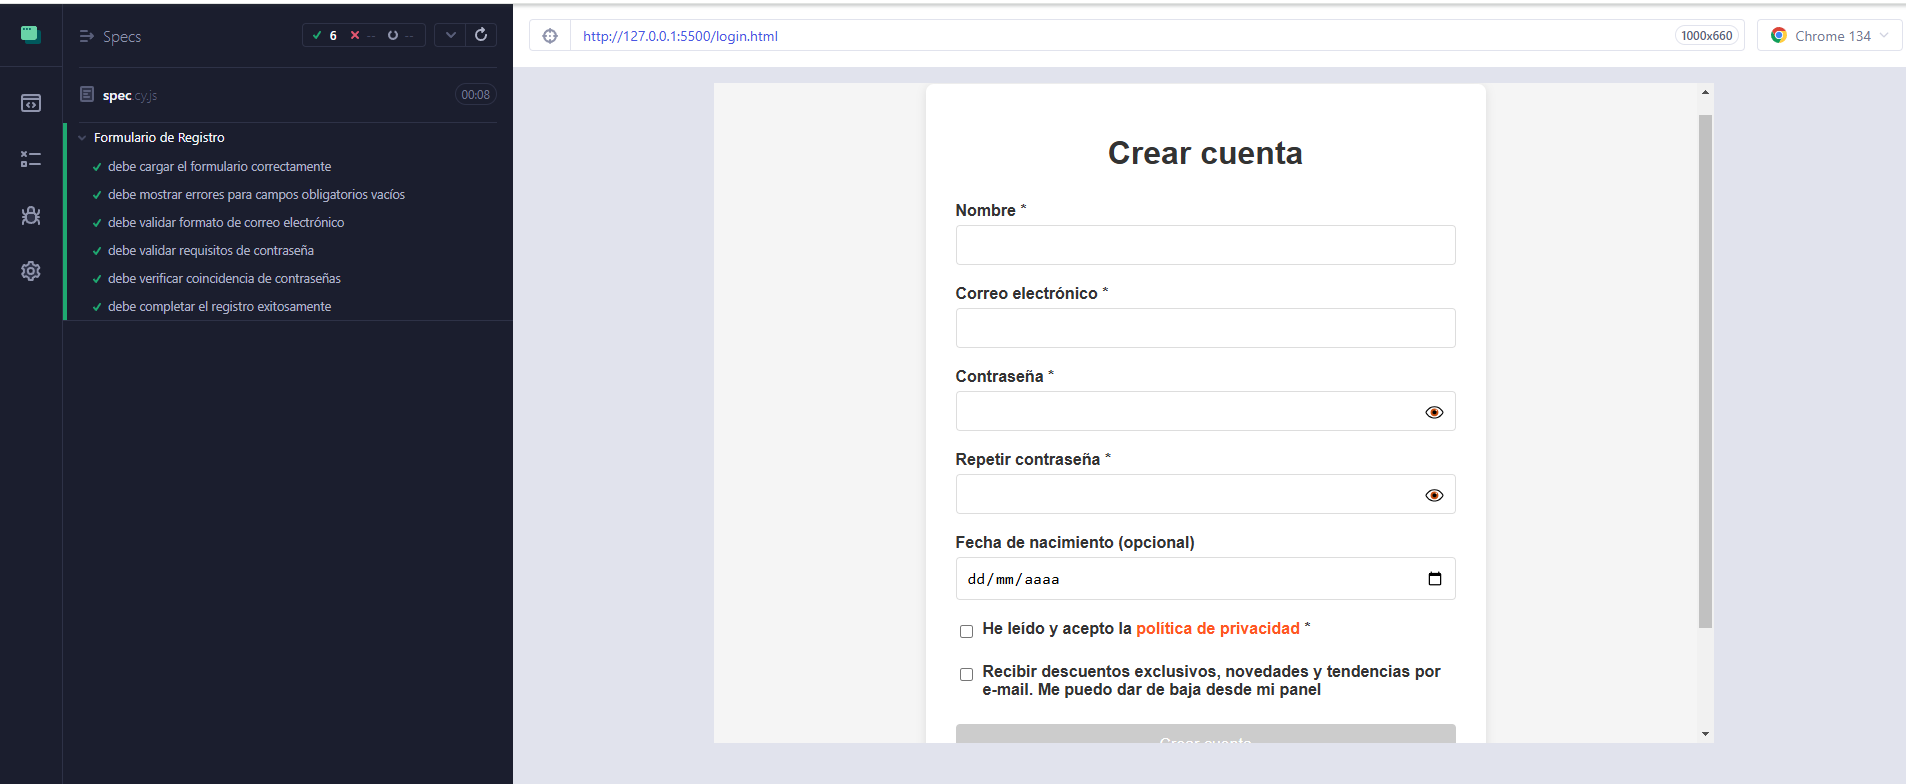 Specs
6 -- --
spec.cy.js
00:08
Formulario de Registro
debe cargar el formulario correctamente
debe mostrar errores para campos obligatorios vacíos
debe validar formato de correo electrónico
debe validar requisitos de contraseña
debe verificar coincidencia de contraseñas
debe completar el registro exitosamente
http://127.0.0.1:5500/login.html
1000x660
Chrome 134
Crear cuenta
Nombre *
Correo electrónico *
Contraseña *
Repetir contraseña *
Fecha de nacimiento (opcional)
dd/mm/aaaa
He leído y acepto la política de privacidad *
Recibir descuentos exclusivos, novedades y tendencias por
e-mail. Me puedo dar de baja desde mi panel
Crear cuenta